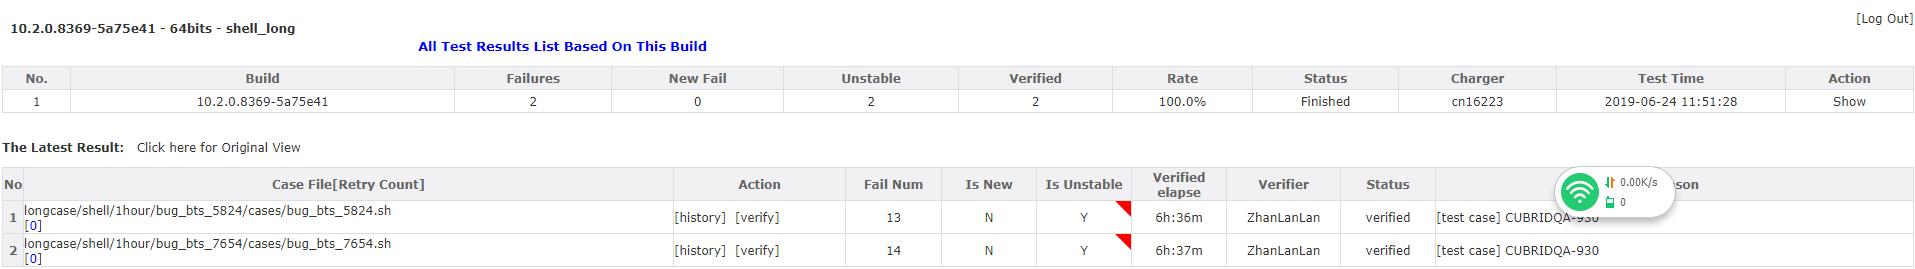 [Log Out]
10.2.0.8369-5a75e41 - 64bits - shell_long
All Test Results List Based On This Build
No. Build Failures New Fail Unstable Verified Rate Status Charger Test Time Action
1 10.2.0.8369-5a75e41 2 0 2 2 100.0% Finished cn16223 2019-06-24 11:51:28 Show
The Latest Result: Click here for Original View
No Case File[Retry Count] Action Fail Num Is New Is Unstable Verified elapse Verifier Status son
0.00K/s
0
1 longcase/shell/1hour/bug_bts_5824/cases/bug_bts_5824.sh
[0] [history] [verify] 13 N Y 6h:36m ZhanLanLan verified [test case] CUBRIDQA-930
2 longcase/shell/1hour/bug_bts_7654/cases/bug_bts_7654.sh
[0] [history] [verify] 14 N Y 6h:37m ZhanLanLan verified [test case] CUBRIDQA-930